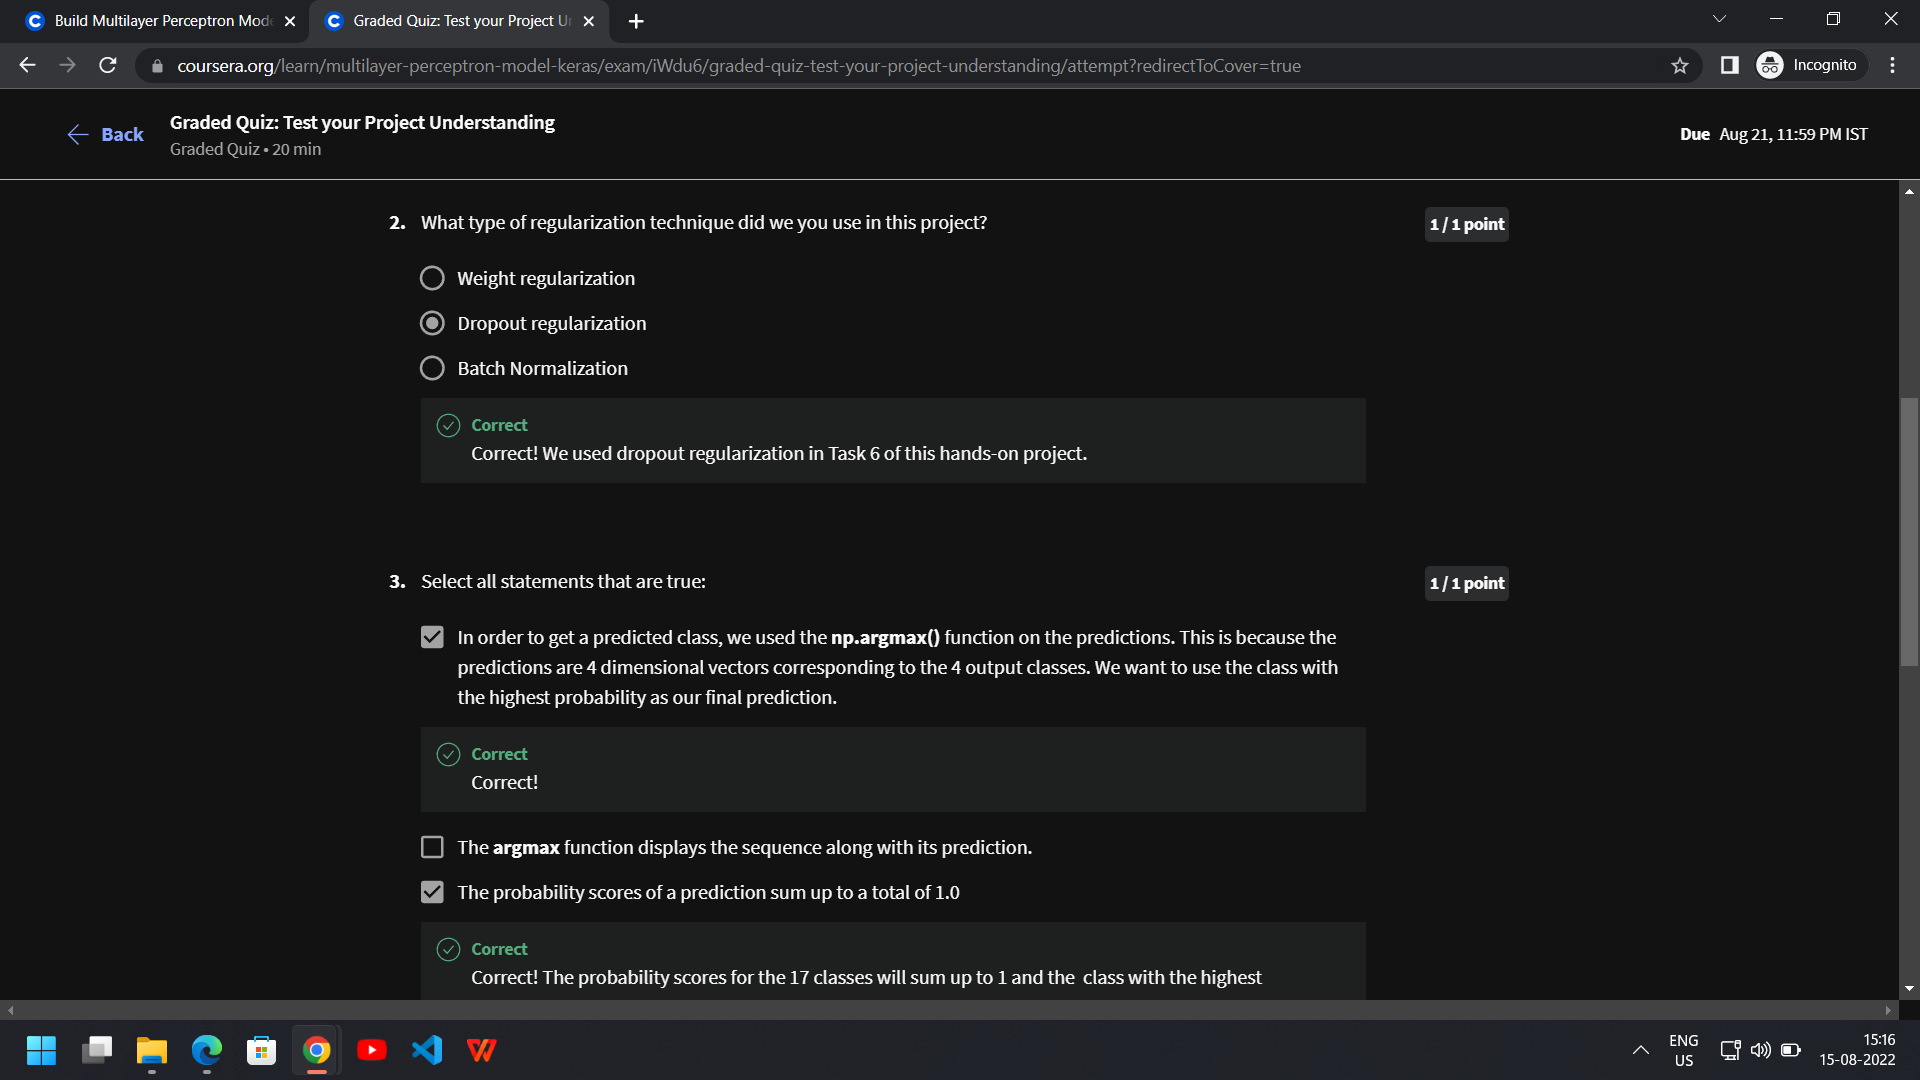 Build Multilayer Perceptron Mode
Graded Quiz: Test your Project Un
coursera.org/learn/multilayer-perceptron-model-keras/exam/iWdu6/graded-quiz-test-your-project-understanding/attempt?redirectToCover=true
Incognito
Back
Graded Quiz: Test your Project Understanding
Graded Quiz • 20 min
Due Aug 21, 11:59 PM IST
2. What type of regularization technique did we you use in this project?
1 / 1 point
Weight regularization
Dropout regularization
Batch Normalization
Correct
Correct! We used dropout regularization in Task 6 of this hands-on project.
3. Select all statements that are true:
1 / 1 point
In order to get a predicted class, we used the np.argmax() function on the predictions. This is because the
predictions are 4 dimensional vectors corresponding to the 4 output classes. We want to use the class with
the highest probability as our final prediction.
Correct
Correct!
The argmax function displays the sequence along with its prediction.
The probability scores of a prediction sum up to a total of 1.0
Correct
Correct! The probability scores for the 17 classes will sum up to 1 and the class with the highest
ENG
US
15:16
15-08-2022